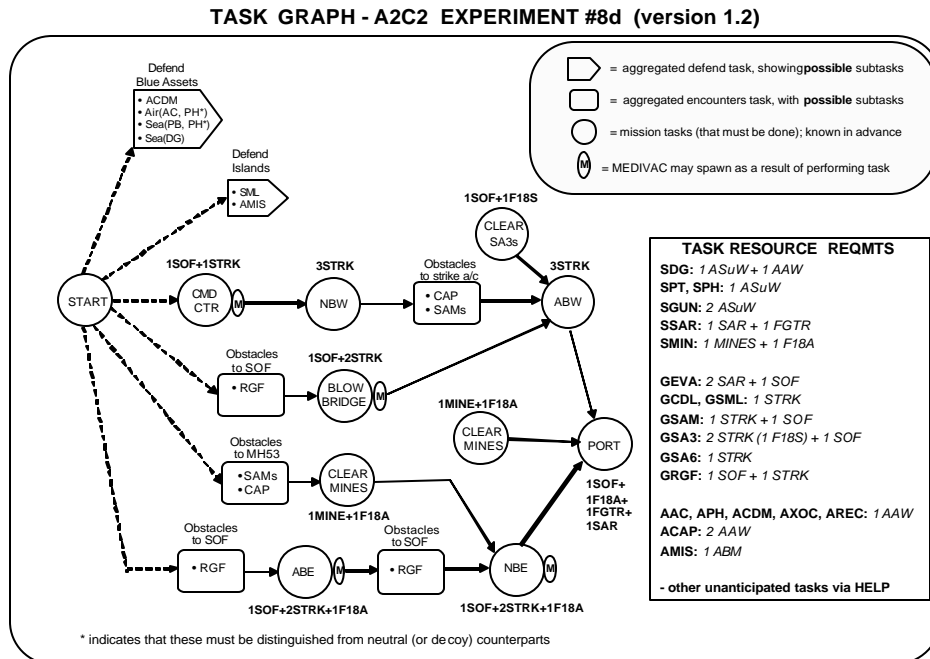 TASK GRAPH - A2C2 EXPERIMENT #8d (version 1.2)
Defend
Blue Assets
• ACDM
• Air(AC, PH*)
• Sea(PB, PH*)
• Sea(DG)
Defend
Islands
• SML
• AMIS
= aggregated defend task, showing possible subtasks
= aggregated encounters task, with possible subtasks
= mission tasks (that must be done); known in advance
M
= MEDIVAC may spawn as a result of performing task
1SOF+1F18S
CLEAR
SA3s
START
1SOF+1STRK
CMD
CTR
M
3STRK
NBW
Obstacles
to strike a/c
• CAP
• SAMs
3STRK
ABW
Obstacles
to SOF
• RGF
1SOF+2STRK
BLOW
BRIDGE
M
1MINE+1F18A
CLEAR
MINES
PORT
1SOF+
1F18A+
1FGTR+
1SAR
Obstacles
to MH53
•SAMs
• CAP
CLEAR
MINES
1MINE+1F18A
Obstacles
to SOF
• RGF
ABE
M
1SOF+2STRK+1F18A
Obstacles
to SOF
• RGF
NBE
M
1SOF+2STRK+1F18A
TASK RESOURCE REQMTS
SDG: 1 ASuW + 1 AAW
SPT, SPH: 1 ASuW
SGUN: 2 ASuW
SSAR: 1 SAR + 1 FGTR
SMIN: 1 MINES + 1 F18A
GEVA: 2 SAR + 1 SOF
GCDL, GSML: 1 STRK
GSAM: 1 STRK + 1 SOF
GSA3: 2 STRK (1 F18S) + 1 SOF
GSA6: 1 STRK
GRGF: 1 SOF + 1 STRK
AAC, APH, ACDM, AXOC, AREC: 1 AAW
ACAP: 2 AAW
AMIS: 1 ABM
- other unanticipated tasks via HELP
* indicates that these must be distinguished from neutral (or decoy) counterparts